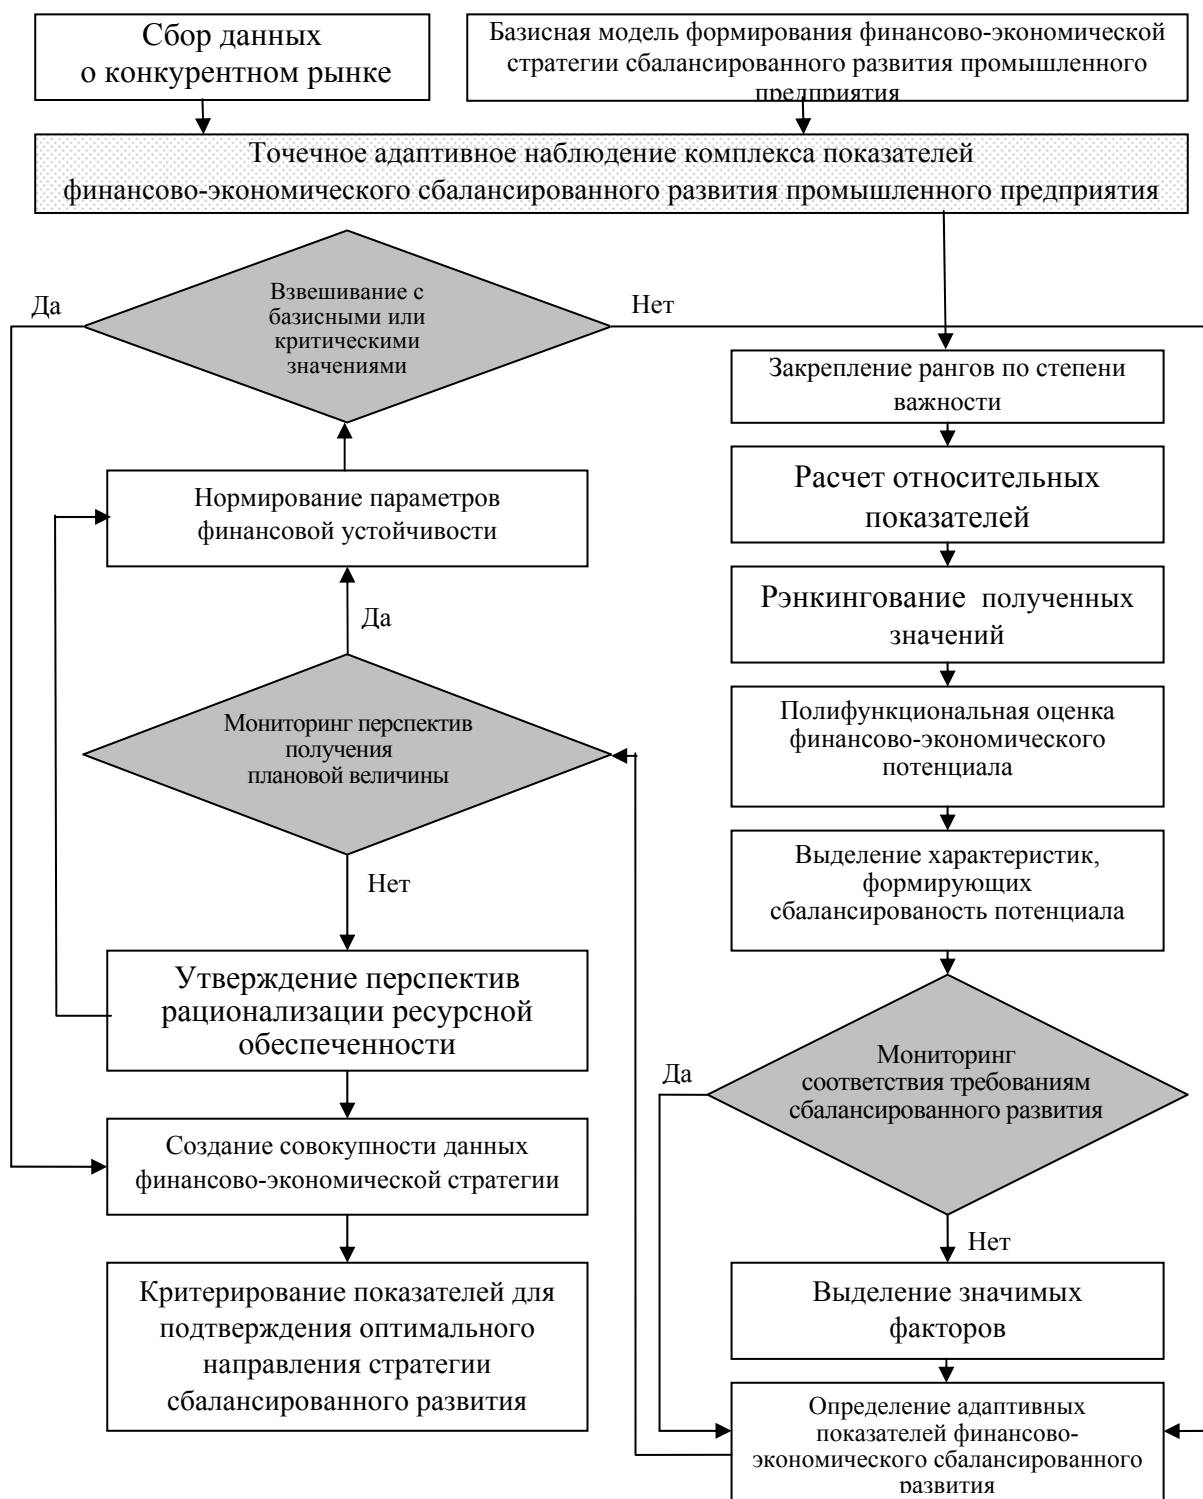 Сбор данных
о конкурентном рынке
Базисная модель формирования финансово-экономической
стратегии сбалансированного развития промышленного
предприятия
Точечное адаптивное наблюдение комплекса показателей
финансово-экономического сбалансированного развития промышленного предприятия
Да
Взвешивание с
базисными или
критическими
значениями
Нет
Закрепление рангов по степени
важности
Расчет относительных
показателей
Нормирование параметров
финансовой устойчивости
Рэнкингование полученных
значений
Да
Мониторинг перспектив
получения
плановой величины
Полифункциональная оценка
финансово-экономического
потенциала
Нет
Выделение характеристик,
формирующих
сбалансированость потенциала
Утверждение перспектив
рационализации ресурсной
обеспеченности
Да
Мониторинг
соответствия требованиям
сбалансированного развития
Создание совокупности данных
финансово-экономической стратегии
Нет
Критерирование показателей для
подтверждения оптимального
направления стратегии
сбалансированного развития
Выделение значимых
факторов
Определение адаптивных
показателей финансово-
экономического сбалансированного
развития